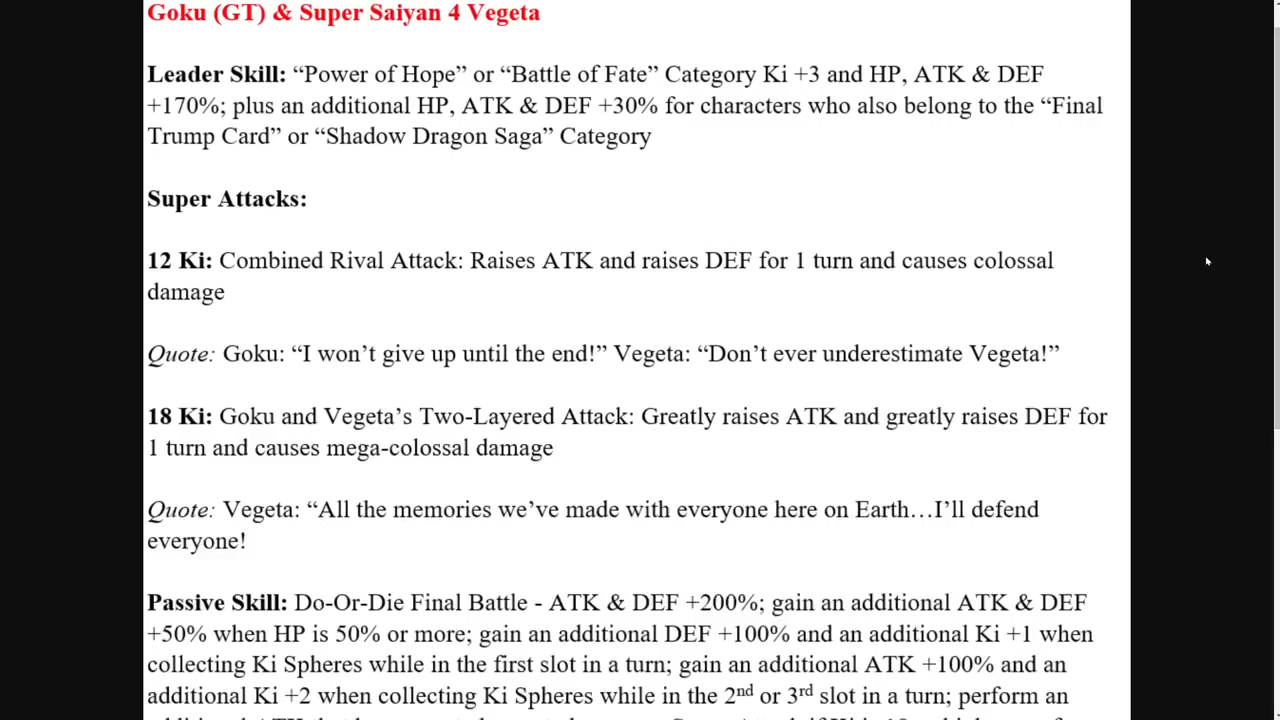 Goku (GT) & Super Saiyan 4 Vegeta
Leader Skill: “Power of Hope” or “Battle of Fate” Category Ki +3 and HP, ATK & DEF
+170%; plus an additional HP, ATK & DEF +30% for characters who also belong to the “Final
Trump Card” or “Shadow Dragon Saga” Category
Super Attacks:
12 Ki: Combined Rival Attack: Raises ATK and raises DEF for 1 turn and causes colossal
damage
Quote: Goku: “I won’t give up until the end!” Vegeta: “Don’t ever underestimate Vegeta!”
18 Ki: Goku and Vegeta’s Two-Layered Attack: Greatly raises ATK and greatly raises DEF for
1 turn and causes mega-colossal damage
Quote: Vegeta: “All the memories we’ve made with everyone here on Earth…I’ll defend
everyone!
Passive Skill: Do-Or-Die Final Battle - ATK & DEF +200%; gain an additional ATK & DEF
+50% when HP is 50% or more; gain an additional DEF +100% and an additional Ki +1 when
collecting Ki Spheres while in the first slot in a turn; gain an additional ATK +100% and an
additional Ki +2 when collecting Ki Spheres while in the 2nd or 3rd slot in a turn; perform an